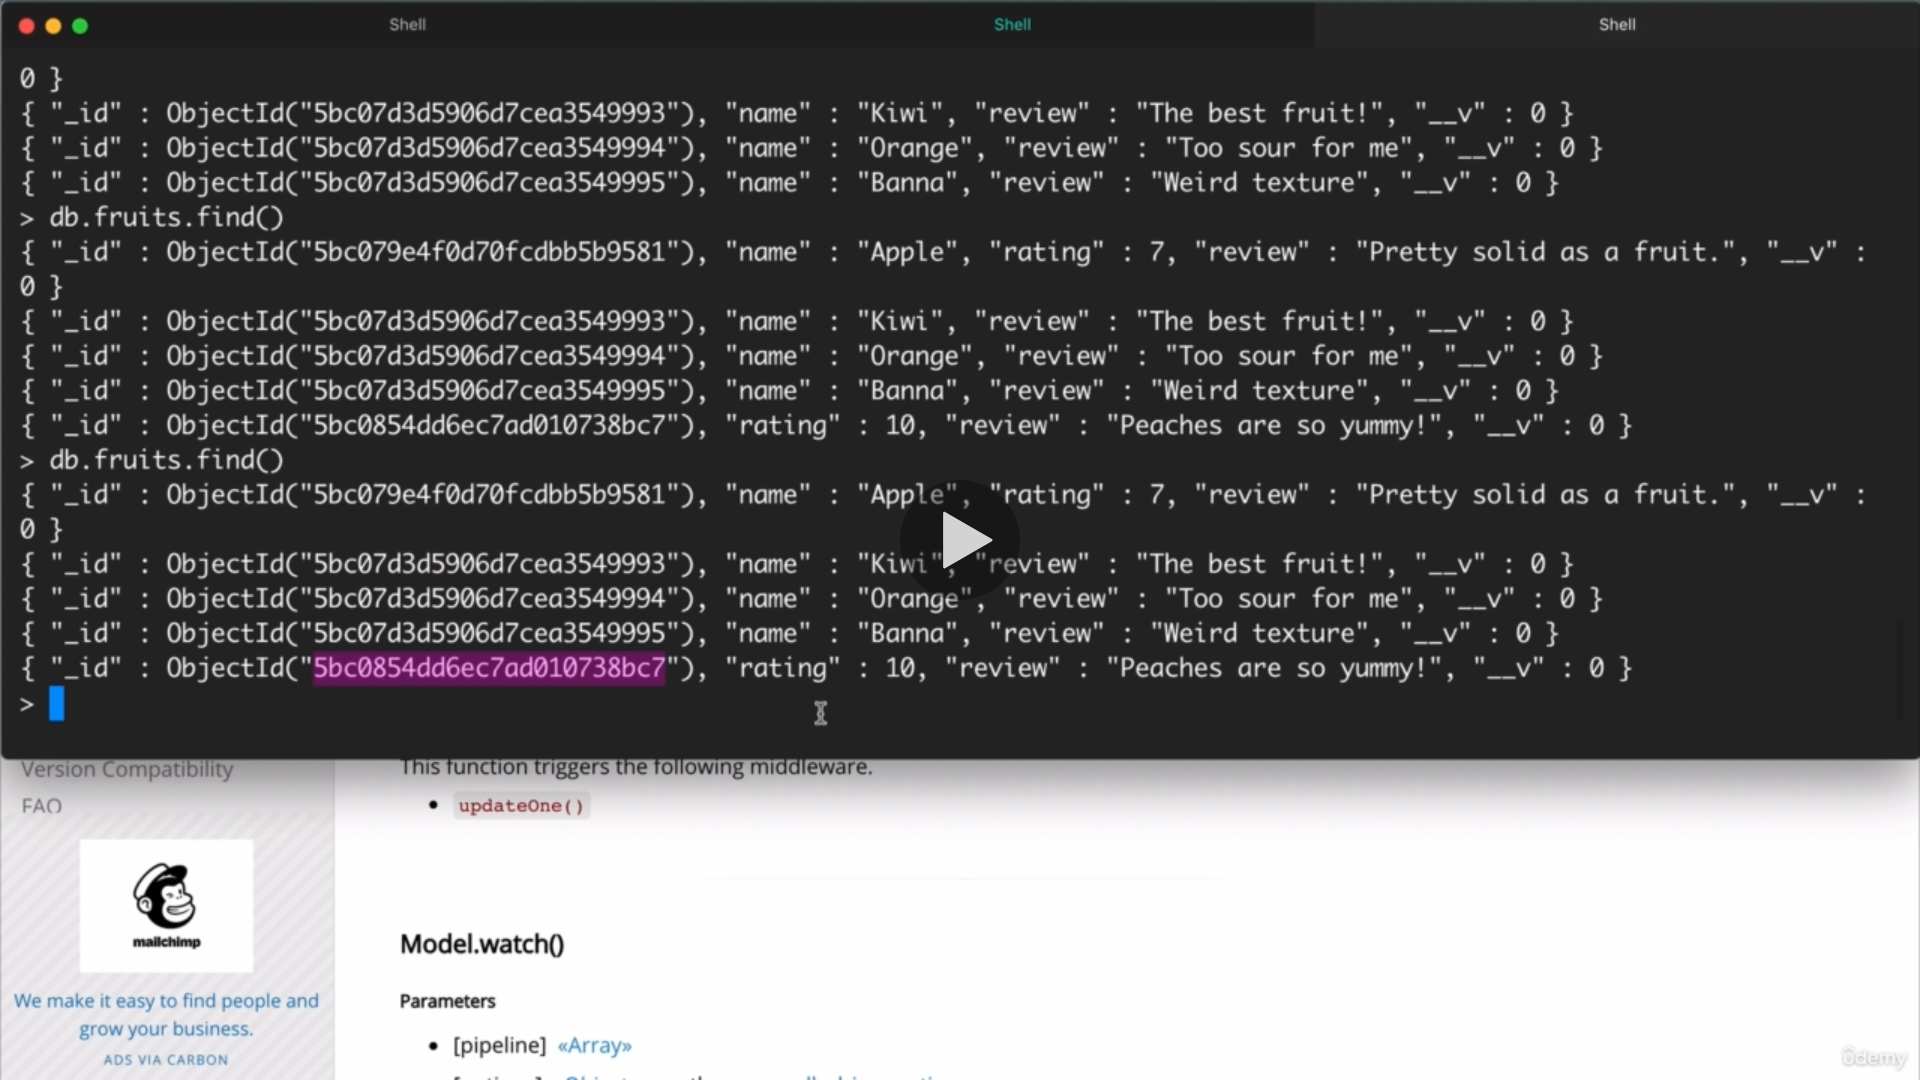 Shell
Shell
Shell
0 }
{ "_id" : ObjectId("5bc07d3d5906d7cea3549993"), "name" : "Kiwi", "review" : "The best fruit!", "__v" : 0 }
{ "_id" : ObjectId("5bc07d3d5906d7cea3549994"), "name" : "Orange", "review" : "Too sour for me", "__v" : 0 }
{ "_id" : ObjectId("5bc07d3d5906d7cea3549995"), "name" : "Banna", "review" : "Weird texture", "__v" : 0 }
> db.fruits.find()
{ "_id" : ObjectId("5bc079e4f0d70fcdbb5b9581"), "name" : "Apple", "rating" : 7, "review" : "Pretty solid as a fruit.", "__v" :
0 }
{ "_id" : ObjectId("5bc07d3d5906d7cea3549993"), "name" : "Kiwi", "review" : "The best fruit!", "__v" : 0 }
{ "_id" : ObjectId("5bc07d3d5906d7cea3549994"), "name" : "Orange", "review" : "Too sour for me", "__v" : 0 }
{ "_id" : ObjectId("5bc07d3d5906d7cea3549995"), "name" : "Banna", "review" : "Weird texture", "__v" : 0 }
{ "_id" : ObjectId("5bc0854dd6ec7ad010738bc7"), "rating" : 10, "review" : "Peaches are so yummy!", "__v" : 0 }
> db.fruits.find()
{ "_id" : ObjectId("5bc079e4f0d70fcdbb5b9581"), "name" : "Apple", "rating" : 7, "review" : "Pretty solid as a fruit.", "__v" :
0 }
{ "_id" : ObjectId("5bc07d3d5906d7cea3549993"), "name" : "Kiwi", "review" : "The best fruit!", "__v" : 0 }
{ "_id" : ObjectId("5bc07d3d5906d7cea3549994"), "name" : "Orange", "review" : "Too sour for me", "__v" : 0 }
{ "_id" : ObjectId("5bc07d3d5906d7cea3549995"), "name" : "Banna", "review" : "Weird texture", "__v" : 0 }
{ "_id" : ObjectId("5bc0854dd6ec7ad010738bc7"), "rating" : 10, "review" : "Peaches are so yummy!", "__v" : 0 }
>
Version Compatibility
FAQ
mailchimp
We make it easy to find people and
grow your business.
ADS VIA CARBON
This function triggers the following middleware.
• updateOne()
Model.watch()
Parameters
• [pipeline] «Array»
udemy